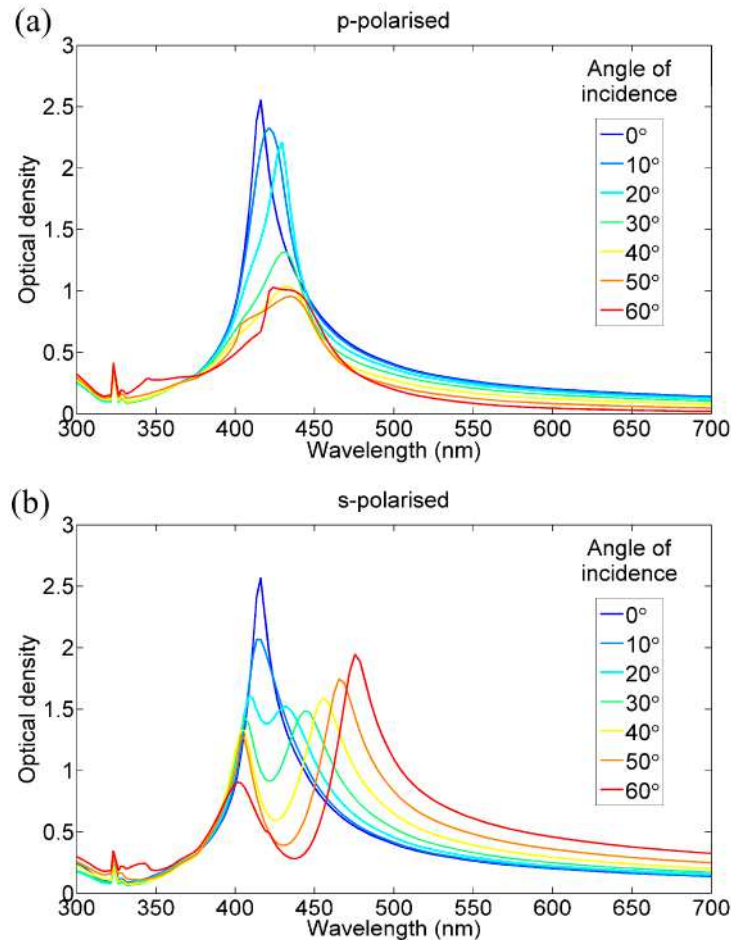 (a)
p-polarised
3
2.5
2
1.5
1
0.5
0
Optical density
300 350 400 450 500 550 600 650 700
Wavelength (nm)
Angle of
incidence
0°
10°
20°
30°
40°
50°
60°
(b)
s-polarised
3
2.5
2
1.5
1
0.5
0
Optical density
300 350 400 450 500 550 600 650 700
Wavelength (nm)
Angle of
incidence
0°
10°
20°
30°
40°
50°
60°